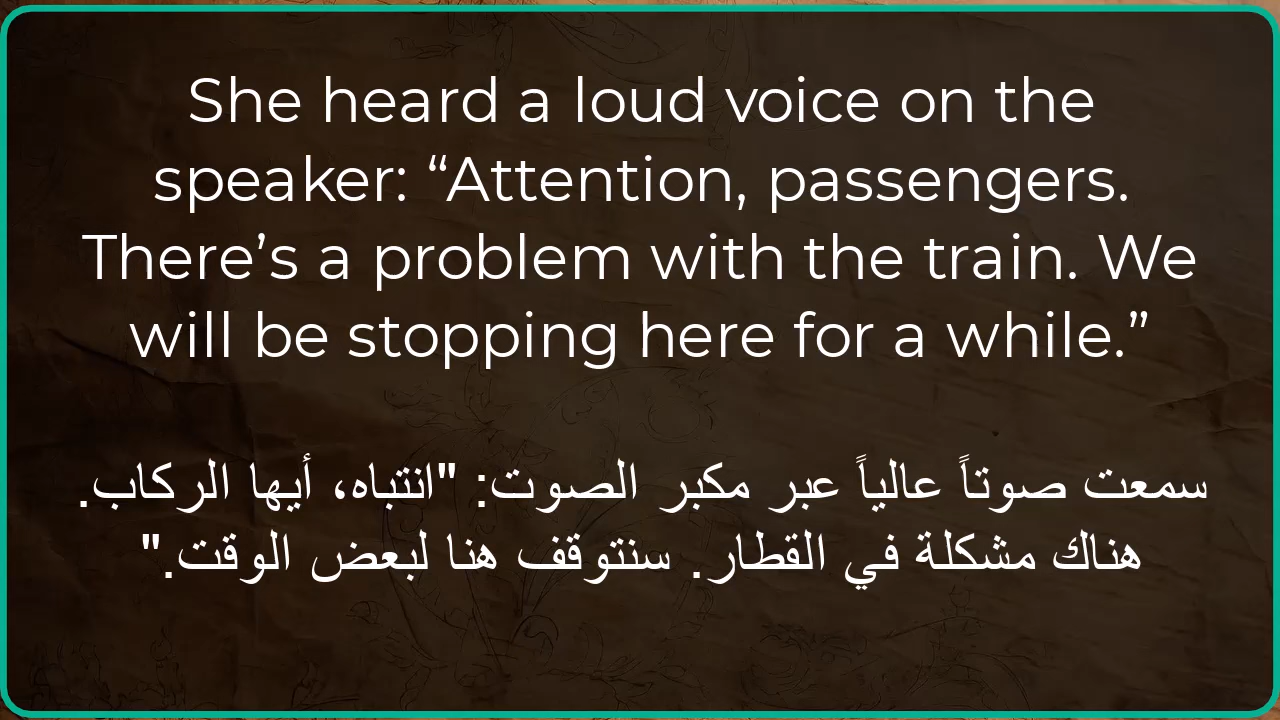 She heard a loud voice on the
speaker: “Attention, passengers.
There’s a problem with the train. We
will be stopping here for a while.”
سمعت صوتاً عالياً عبر مكبر الصوت: "انتباه، أيها الركاب.
هناك مشكلة في القطار. سنتوقف هنا لبعض الوقت."